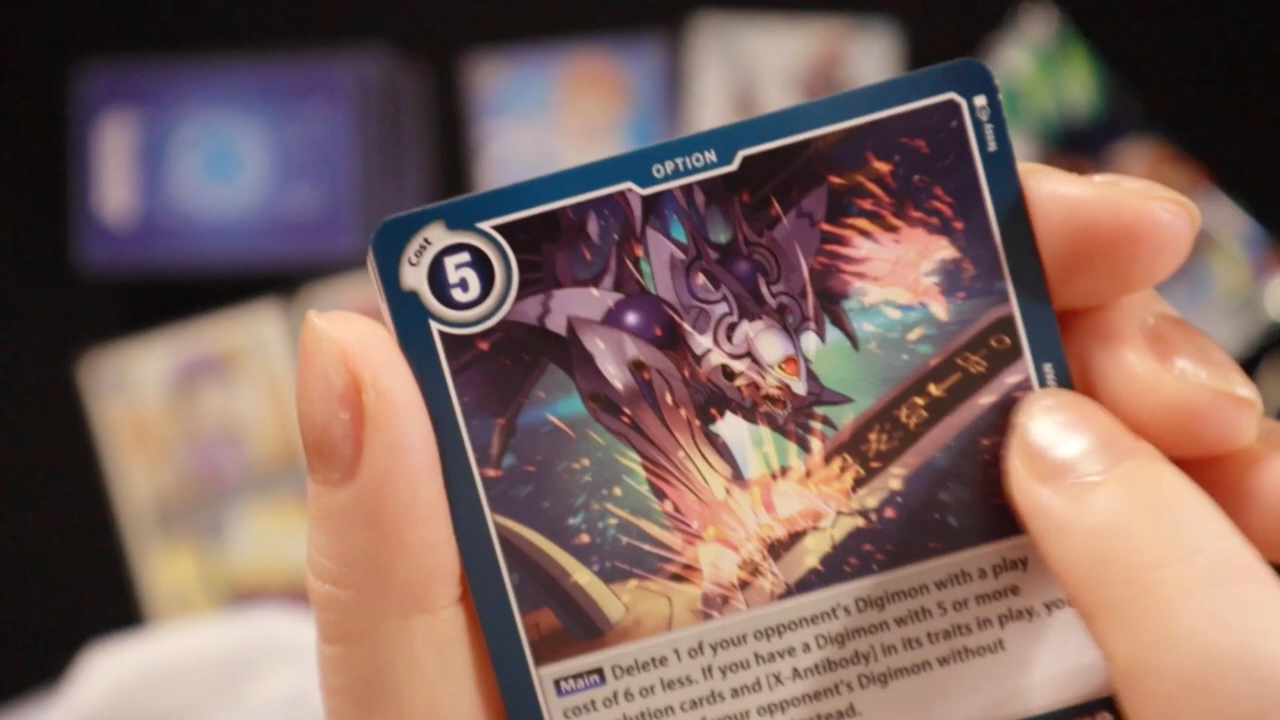 OPTION
Cost
5
Main Delete 1 of your opponent's Digimon with a play
cost of 6 or less. If you have a Digimon with 5 or more
lution cards and [X-Antibody] in its traits in play, you
your opponent's Digimon without
instead.